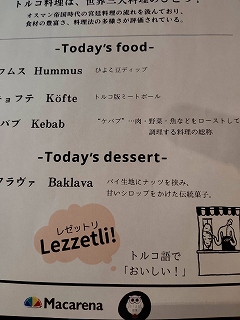 トルコ料理は、世界三大料理のひとつ！
オスマン帝国時代の宮廷料理の流れを汲んでおり、
食材の豊富さ、料理法の多様さが評価されている。
-Today's food-
フムス Hummus ひよこ豆ディップ
キョフテ Köfte トルコ版ミートボール
バブ Kebab "ケバブ"…肉・野菜・魚などをローストして
調理する料理の総称
-Today's dessert-
クラヴァ Baklava パイ生地にナッツを挟み、
甘いシロップをかけた伝統菓子。
レゼットリ
Lezzetli!
トルコ語で
「おいしい！」
Macarena